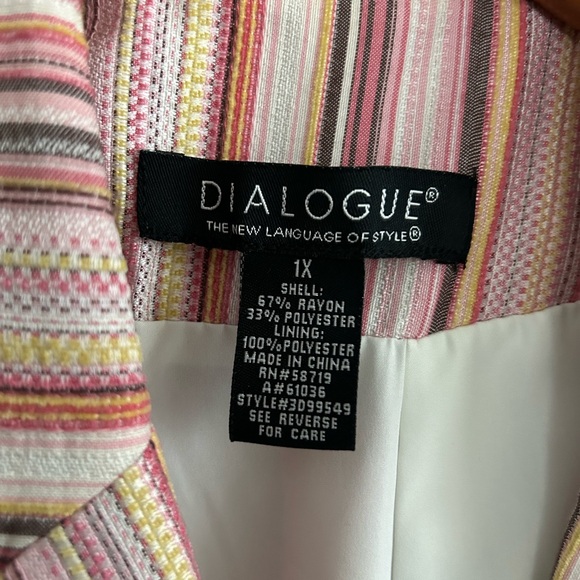 DIALOGUE®
THE NEW LANGUAGE OF STYLE®
1X
SHELL:
67% RAYON
33% POLYESTER
LINING:
100% POLYESTER
MADE IN CHINA
RN#58719
A#61036
STYLE#3D99549
SEE REVERSE
FOR CARE